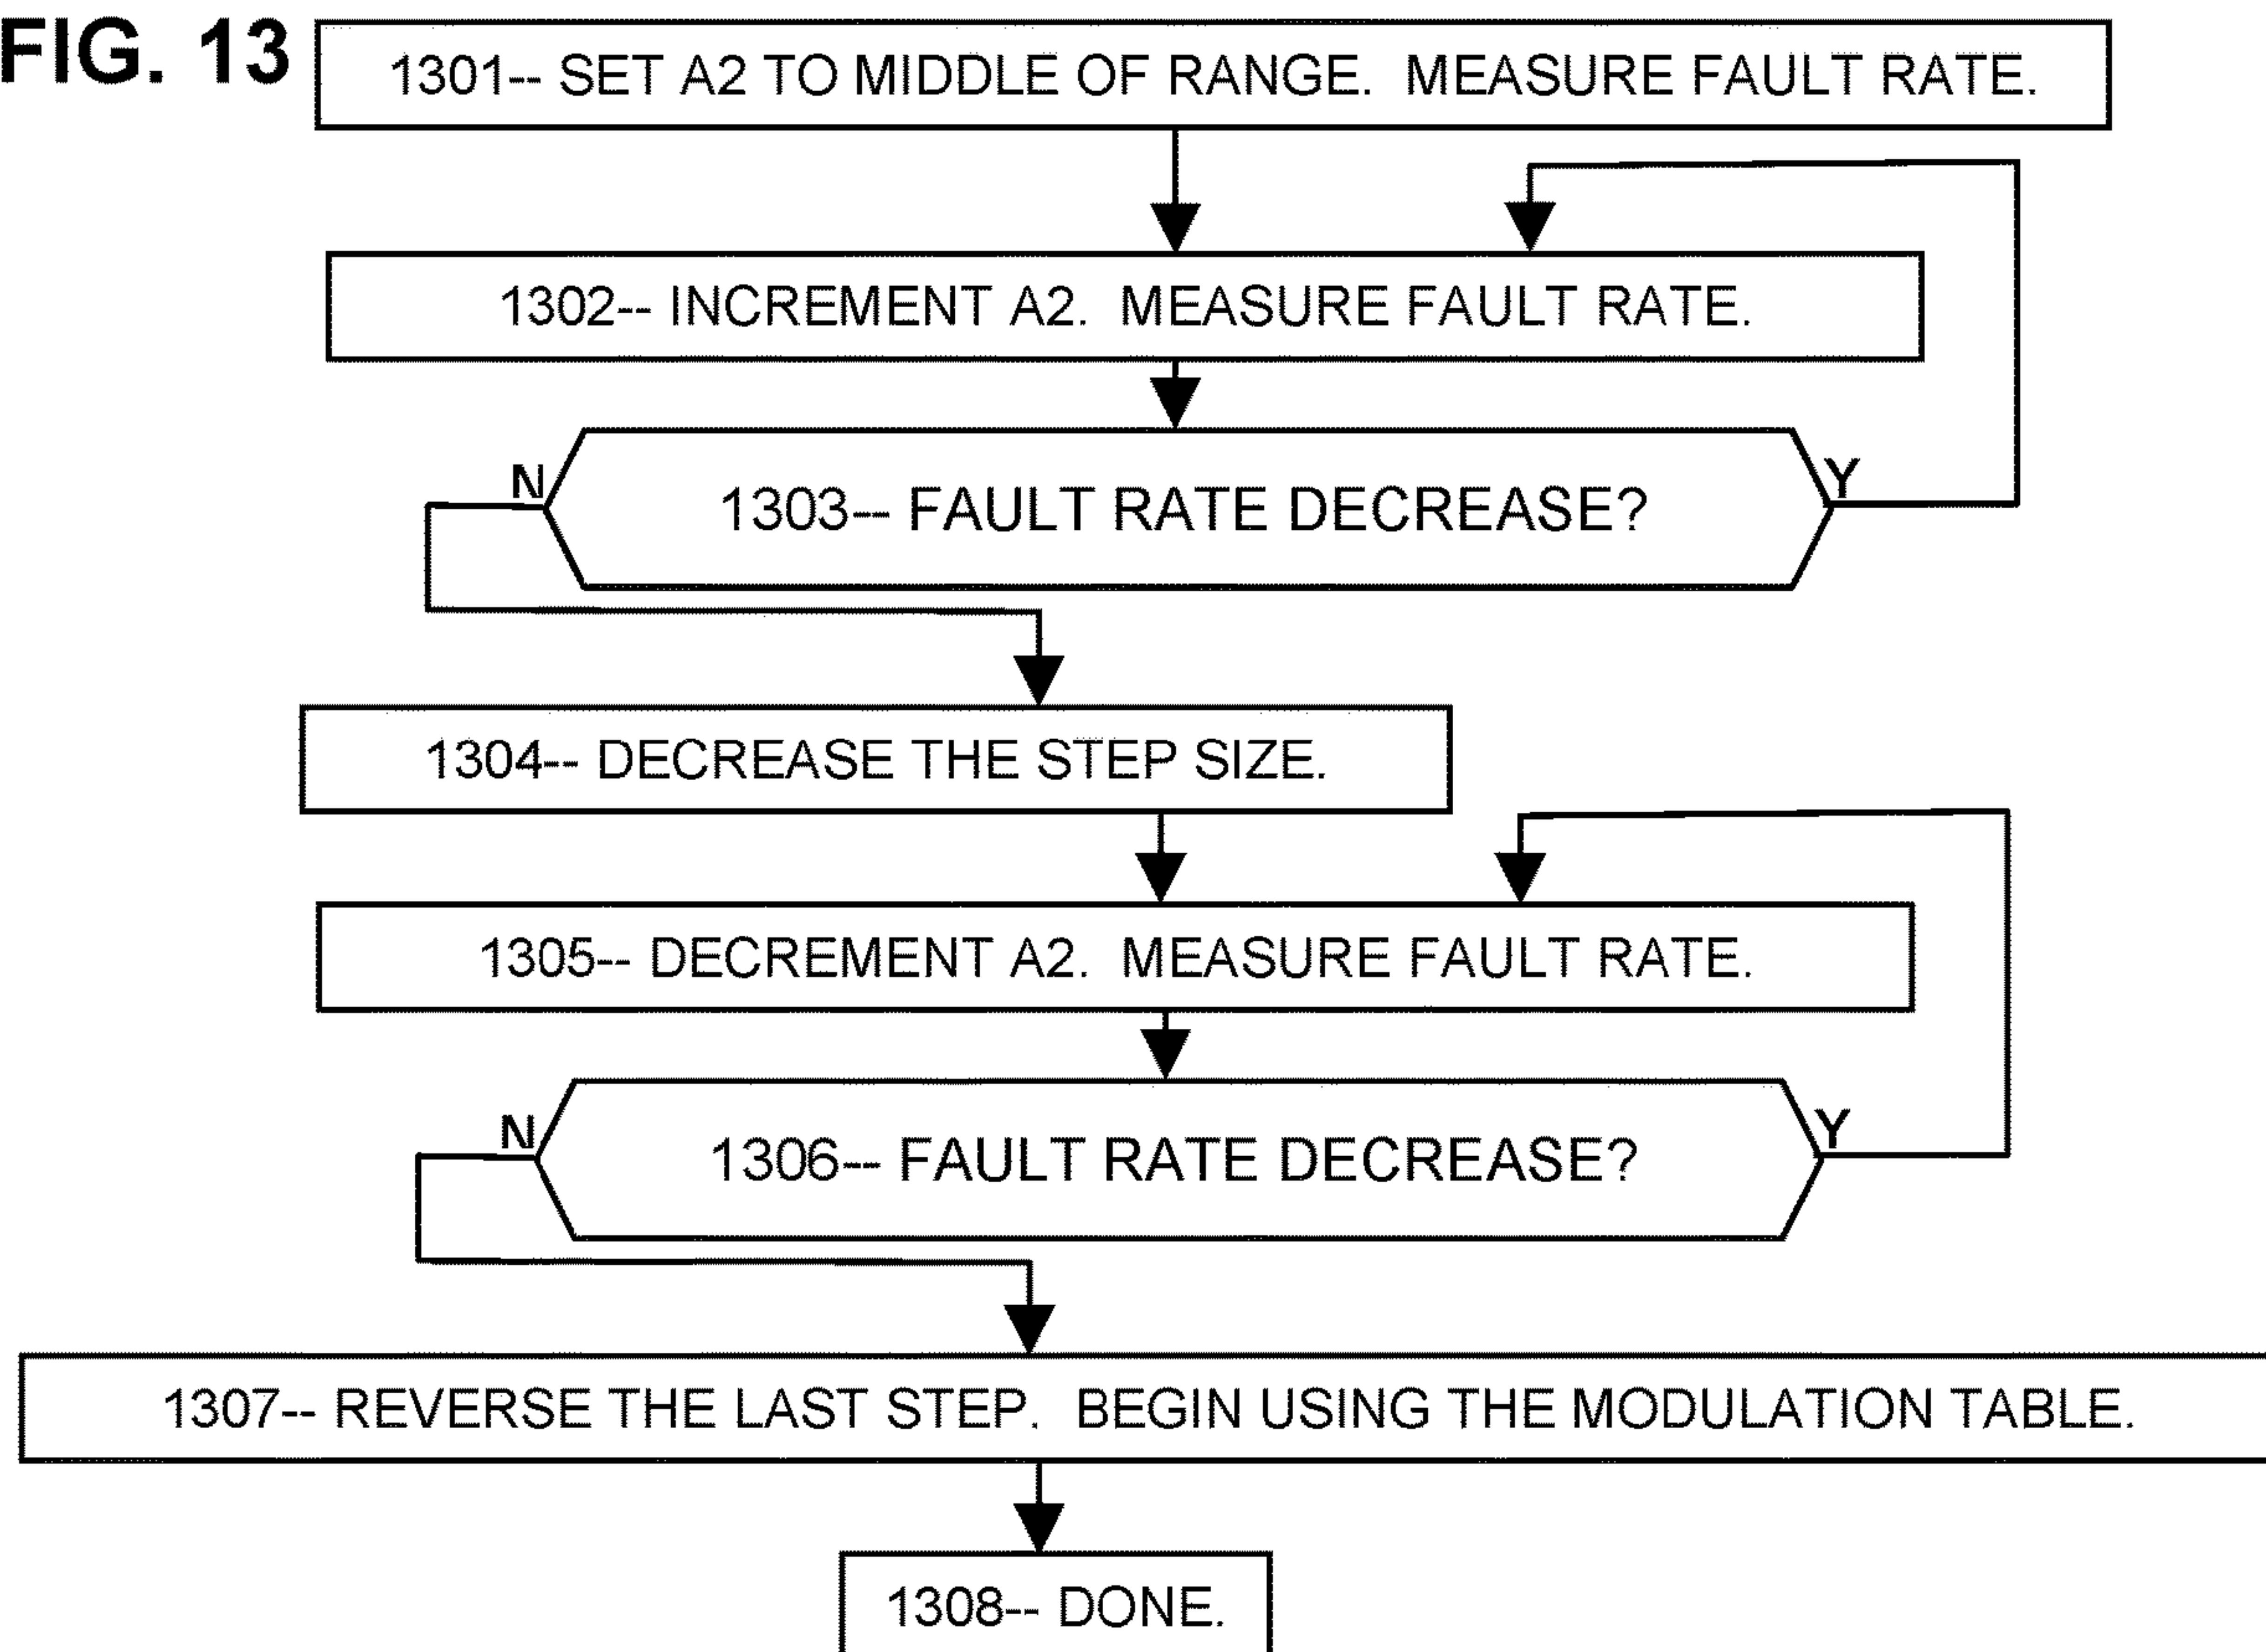 FIG. 13
1301-- SET A2 TO MIDDLE OF RANGE.  MEASURE FAULT RATE.
1302-- INCREMENT A2.  MEASURE FAULT RATE.
N
1303-- FAULT RATE DECREASE?
Y
1304-- DECREASE THE STEP SIZE.
1305-- DECREMENT A2.  MEASURE FAULT RATE.
N
1306-- FAULT RATE DECREASE?
Y
1307-- REVERSE THE LAST STEP.  BEGIN USING THE MODULATION TABLE.
1308-- DONE.